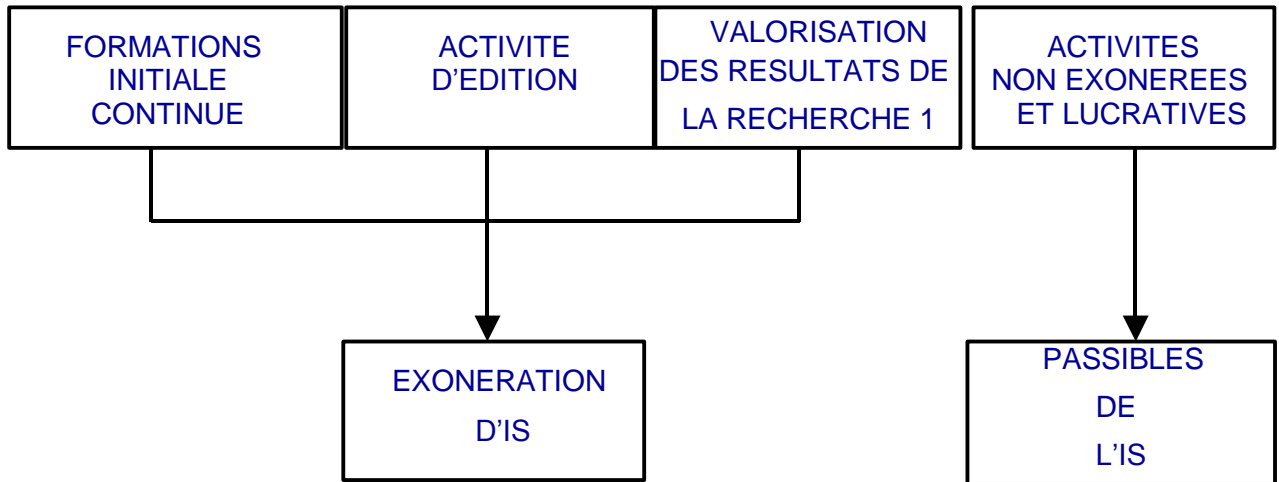 FORMATIONS
INITIALE
CONTINUE
ACTIVITE
D'EDITION
VALORISATION
DES RESULTATS DE
LA RECHERCHE 1
ACTIVITES
NON EXONEREES
ET LUCRATIVES
EXONERATION
D'IS
PASSIBLES
DE
L'IS